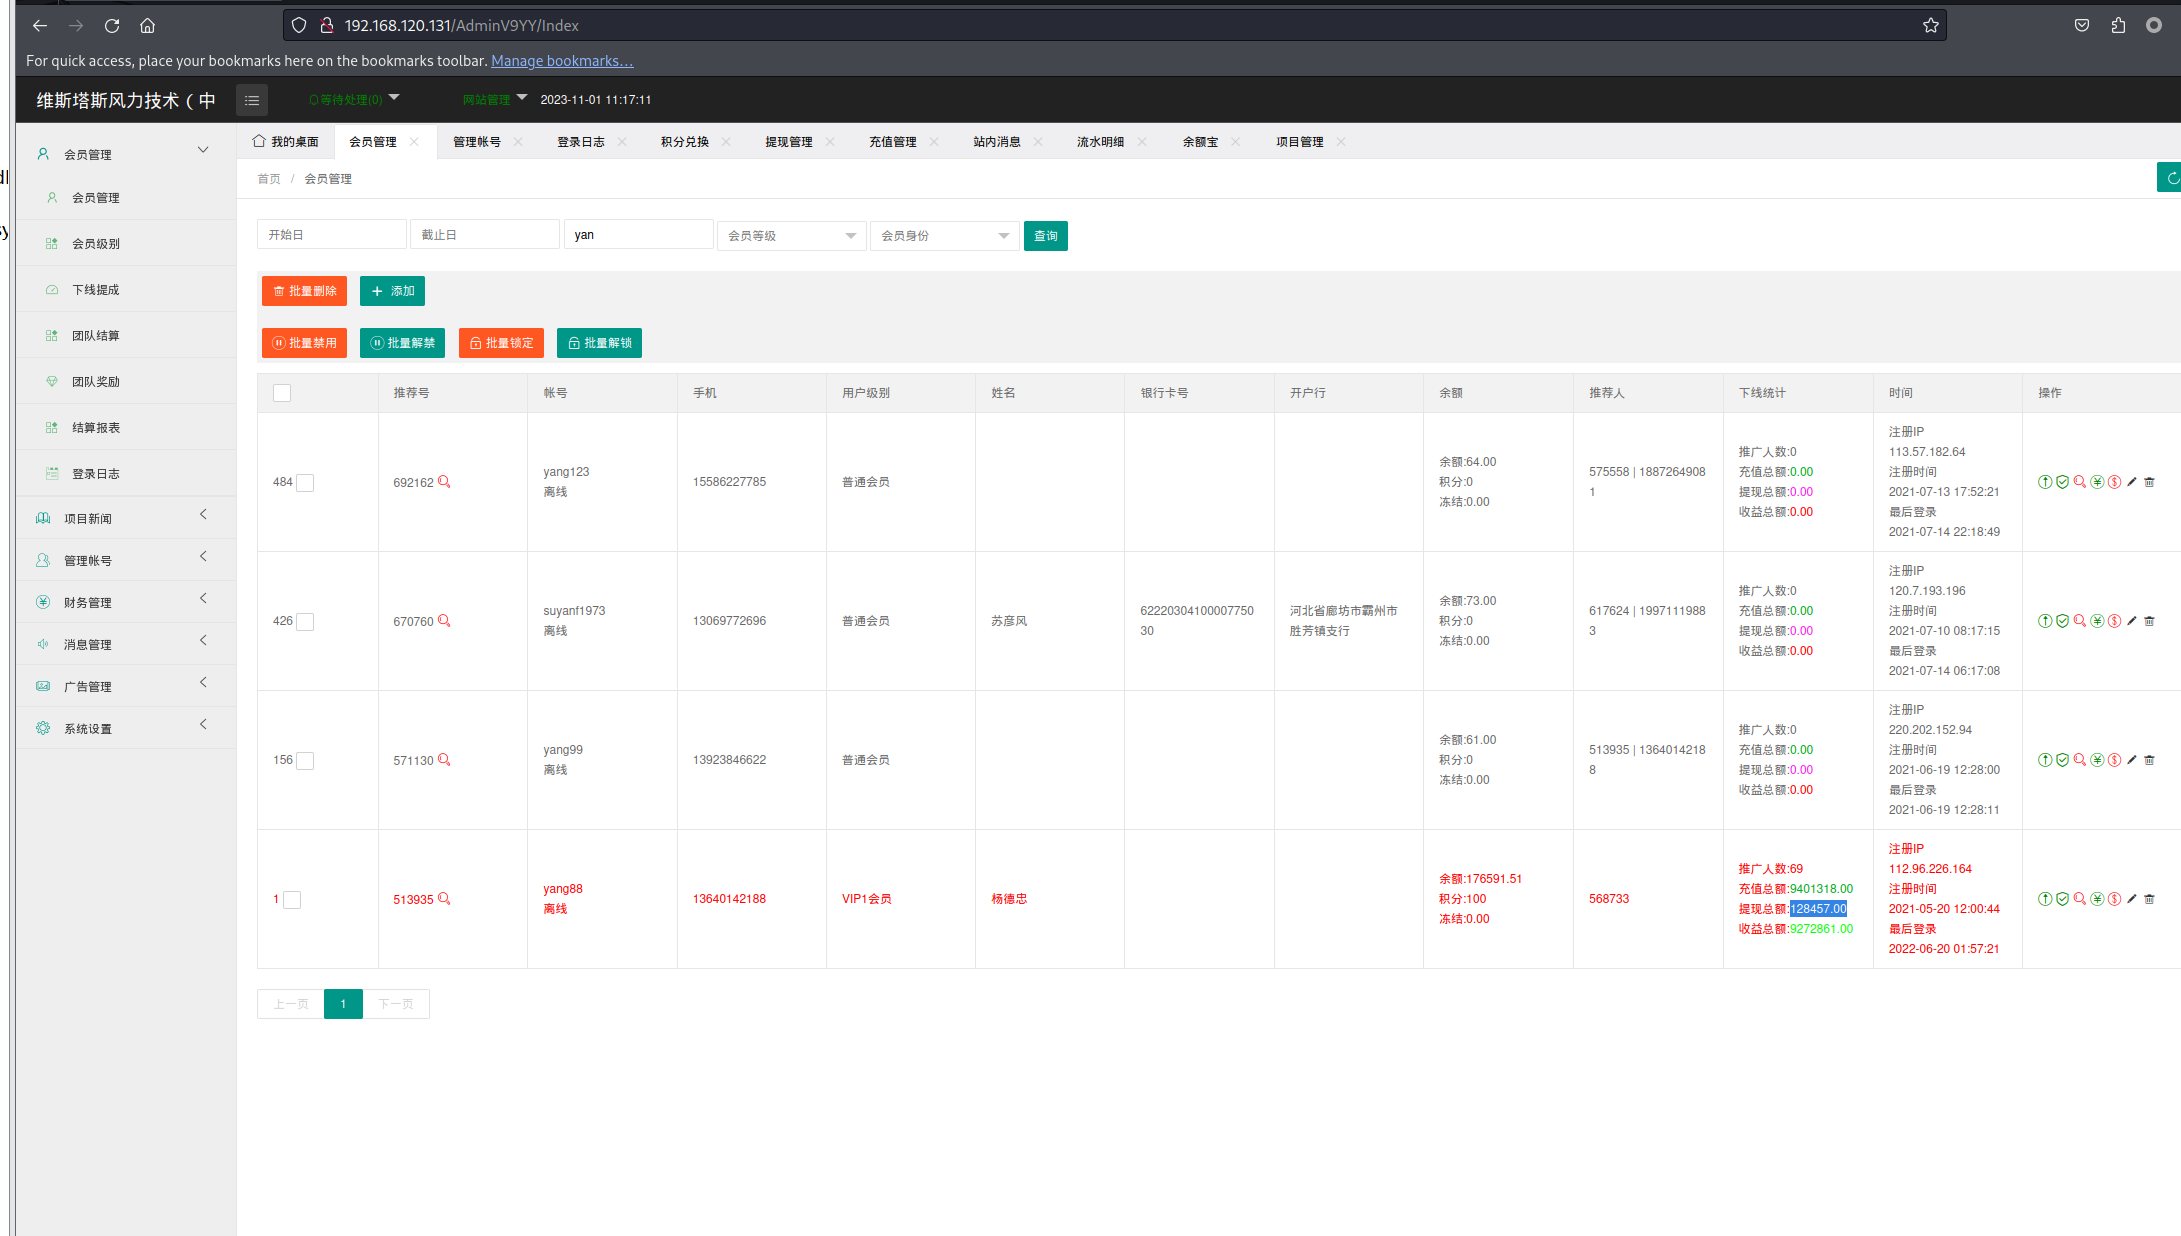 192.168.120.131/AdminV9YY/Index
For quick access, place your bookmarks here on the bookmarks toolbar. Manage bookmarks...
维斯塔斯风力技术（中
等待处理(0)
网站管理
2023-11-01 11:17:11
会员管理
会员管理
会员级别
下线提成
团队结算
团队奖励
结算报表
登录日志
项目新闻
管理帐号
财务管理
消息管理
广告管理
系统设置
我的桌面 会员管理 管理帐号 登录日志 积分兑换 提现管理 充值管理 站内消息 流水明细 余额宝 项目管理
首页 / 会员管理
开始日 截止日 yan 会员等级 会员身份 查询
批量删除 添加
批量禁用 批量解禁 批量锁定 批量解锁
推荐号 帐号 手机 用户级别 姓名 银行卡号 开户行 余额 推荐人 下线统计 时间 操作
484
692162
yang123
离线
15586227785
普通会员
余额:64.00
积分:0
冻结:0.00
575558 | 1887264908
1
推广人数:0
充值总额:0.00
提现总额:0.00
收益总额:0.00
注册IP
113.57.182.64
注册时间
2021-07-13 17:52:21
最后登录
2021-07-14 22:18:49
426
670760
suyanf1973
离线
13069772696
普通会员
苏彦风
62220304100007750
30
河北省廊坊市霸州市
胜芳镇支行
余额:73.00
积分:0
冻结:0.00
617624 | 1997111988
3
推广人数:0
充值总额:0.00
提现总额:0.00
收益总额:0.00
注册IP
120.7.193.196
注册时间
2021-07-10 08:17:15
最后登录
2021-07-14 06:17:08
156
571130
yang99
离线
13923846622
普通会员
余额:61.00
积分:0
冻结:0.00
513935 | 1364014218
8
推广人数:0
充值总额:0.00
提现总额:0.00
收益总额:0.00
注册IP
220.202.152.94
注册时间
2021-06-19 12:28:00
最后登录
2021-06-19 12:28:11
1
513935
yang88
离线
13640142188
VIP1会员
杨德忠
余额:176591.51
积分:100
冻结:0.00
568733
推广人数:69
充值总额:9401318.00
提现总额:128457.00
收益总额:9272861.00
注册IP
112.96.226.164
注册时间
2021-05-20 12:00:44
最后登录
2022-06-20 01:57:21
上一页 1 下一页